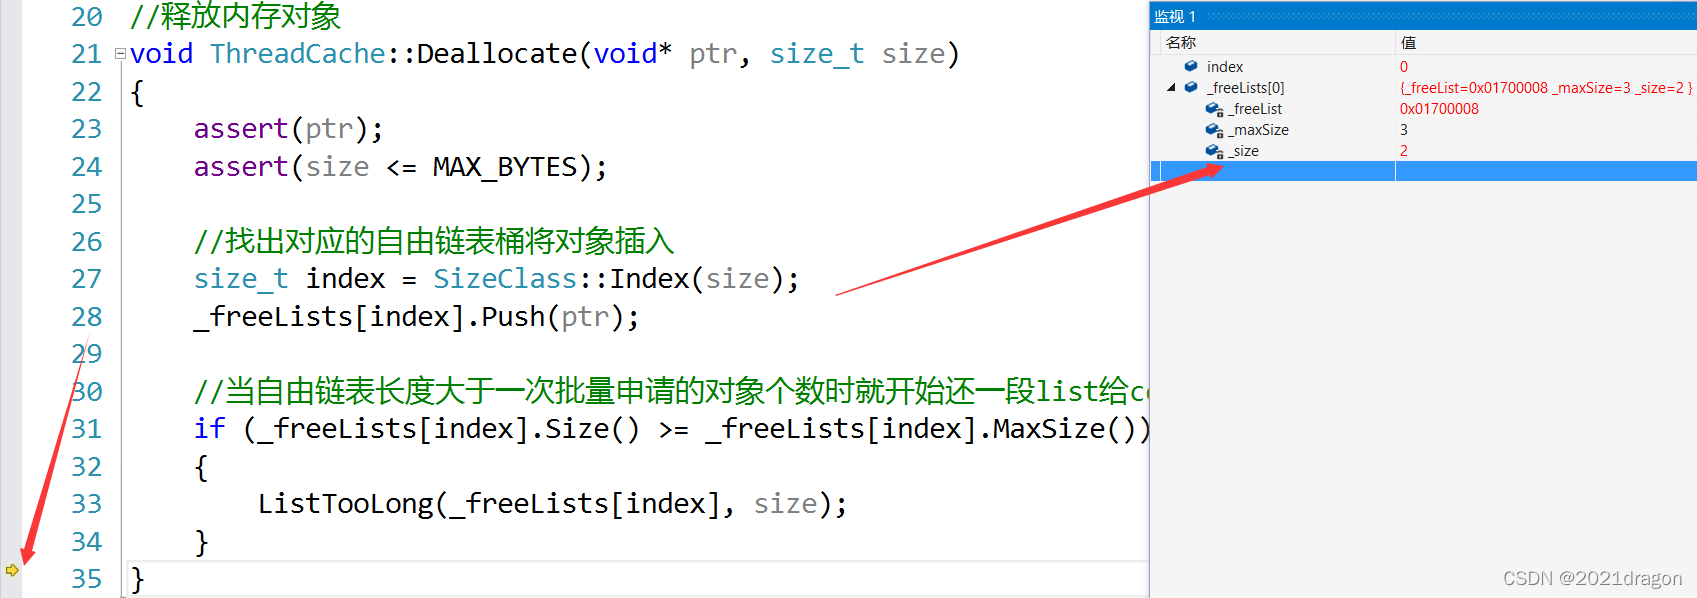 20 //释放内存对象
21 void ThreadCache::Deallocate(void* ptr, size_t size)
22 {
23 assert(ptr);
24 assert(size <= MAX_BYTES);
25
26 //找出对应的自由链表桶将对象插入
27 size_t index = SizeClass::Index(size);
28 _freeLists[index].Push(ptr);
29
30 //当自由链表长度大于一次批量申请的对象个数时就开始还一段list给c
31 if (_freeLists[index].Size() >= _freeLists[index].MaxSize())
32 {
33 ListTooLong(_freeLists[index], size);
34 }
35 }
监视 1
名称 值
index 0
_freeLists[0] {_freeList=0x01700008 _maxSize=3 _size=2 }
_freeList 0x01700008
_maxSize 3
_size 2
CSDN @2021dragon